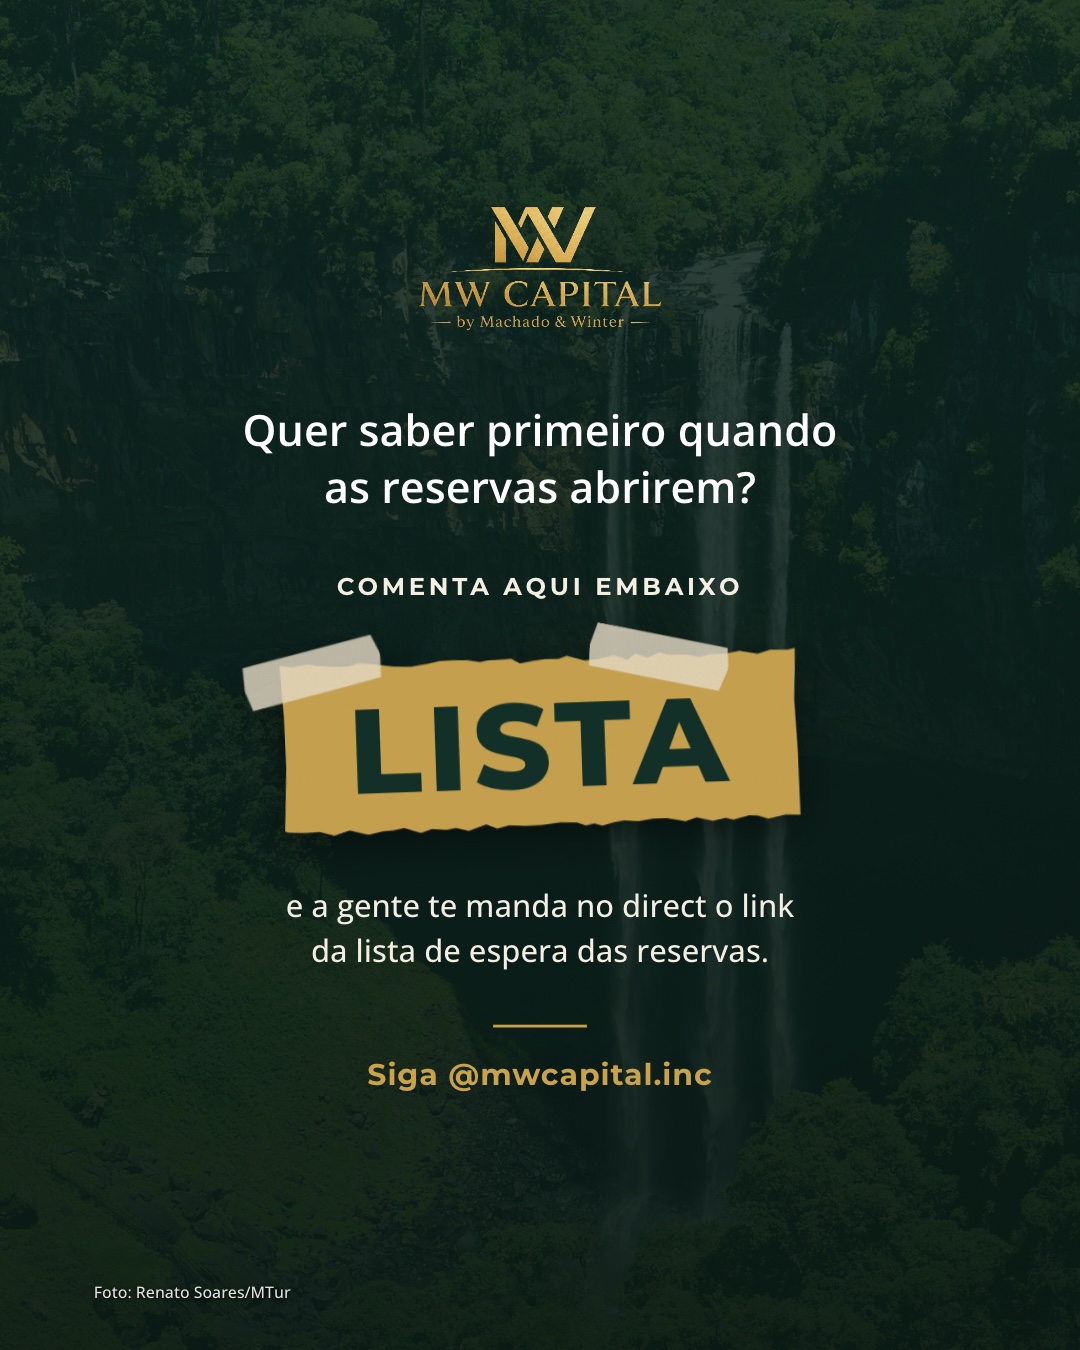 MW CAPITAL
by Machado & Winter
Quer saber primeiro quando
as reservas abrirem?
COMENTA AQUI EMBAIXO
LISTA
e a gente te manda no direct o link
da lista de espera das reservas.
Siga @mwcapital.inc
Foto: Renato Soares/MTur